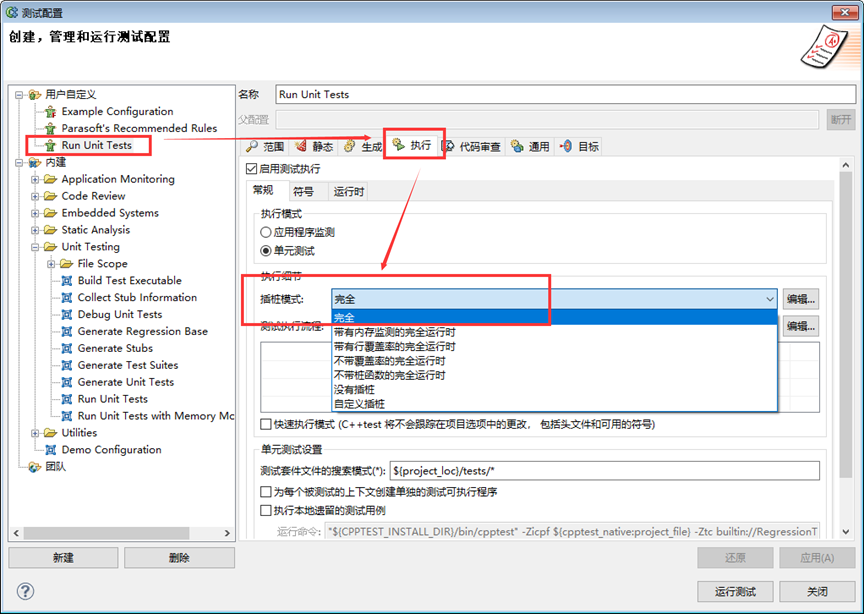 测试配置
创建，管理和运行测试配置
用户自定义
Example Configuration
Parasoft's Recommended Rules
Run Unit Tests
内建
Application Monitoring
Code Review
Embedded Systems
Static Analysis
Unit Testing
File Scope
Build Test Executable
Collect Stub Information
Debug Unit Tests
Generate Regression Base
Generate Stubs
Generate Test Suites
Generate Unit Tests
Run Unit Tests
Run Unit Tests with Memory Mc
Utilities
Demo Configuration
团队
新建 删除
名称 Run Unit Tests
父配置 断开
范围 静态 生成 执行 代码审查 通用 目标
启用测试执行
常规 符号 运行时
执行模式
应用程序监测
单元测试
执行细节
插桩模式: 完全 编辑...
完全
测试执行流程: 编辑...
带有内存监测的完全运行时
带有行覆盖率的完全运行时
不带覆盖率的完全运行时
不带桩函数的完全运行时
没有插桩
自定义插桩
快速执行模式 (C++test 将不会跟踪在项目选项中的更改， 包括头文件和可用的符号)
单元测试设置
测试套件文件的搜索模式(*): ${project_loc}/tests/*
为每个被测试的上下文创建单独的测试可执行程序
执行本地遗留的测试用例
运行命令: "${CPPTEST_INSTALL_DIR}/bin/cpptest" -Zicpf ${cpptest_native:project_file} -Ztc builtin://RegressionT
还原 应用(A)
运行测试 关闭